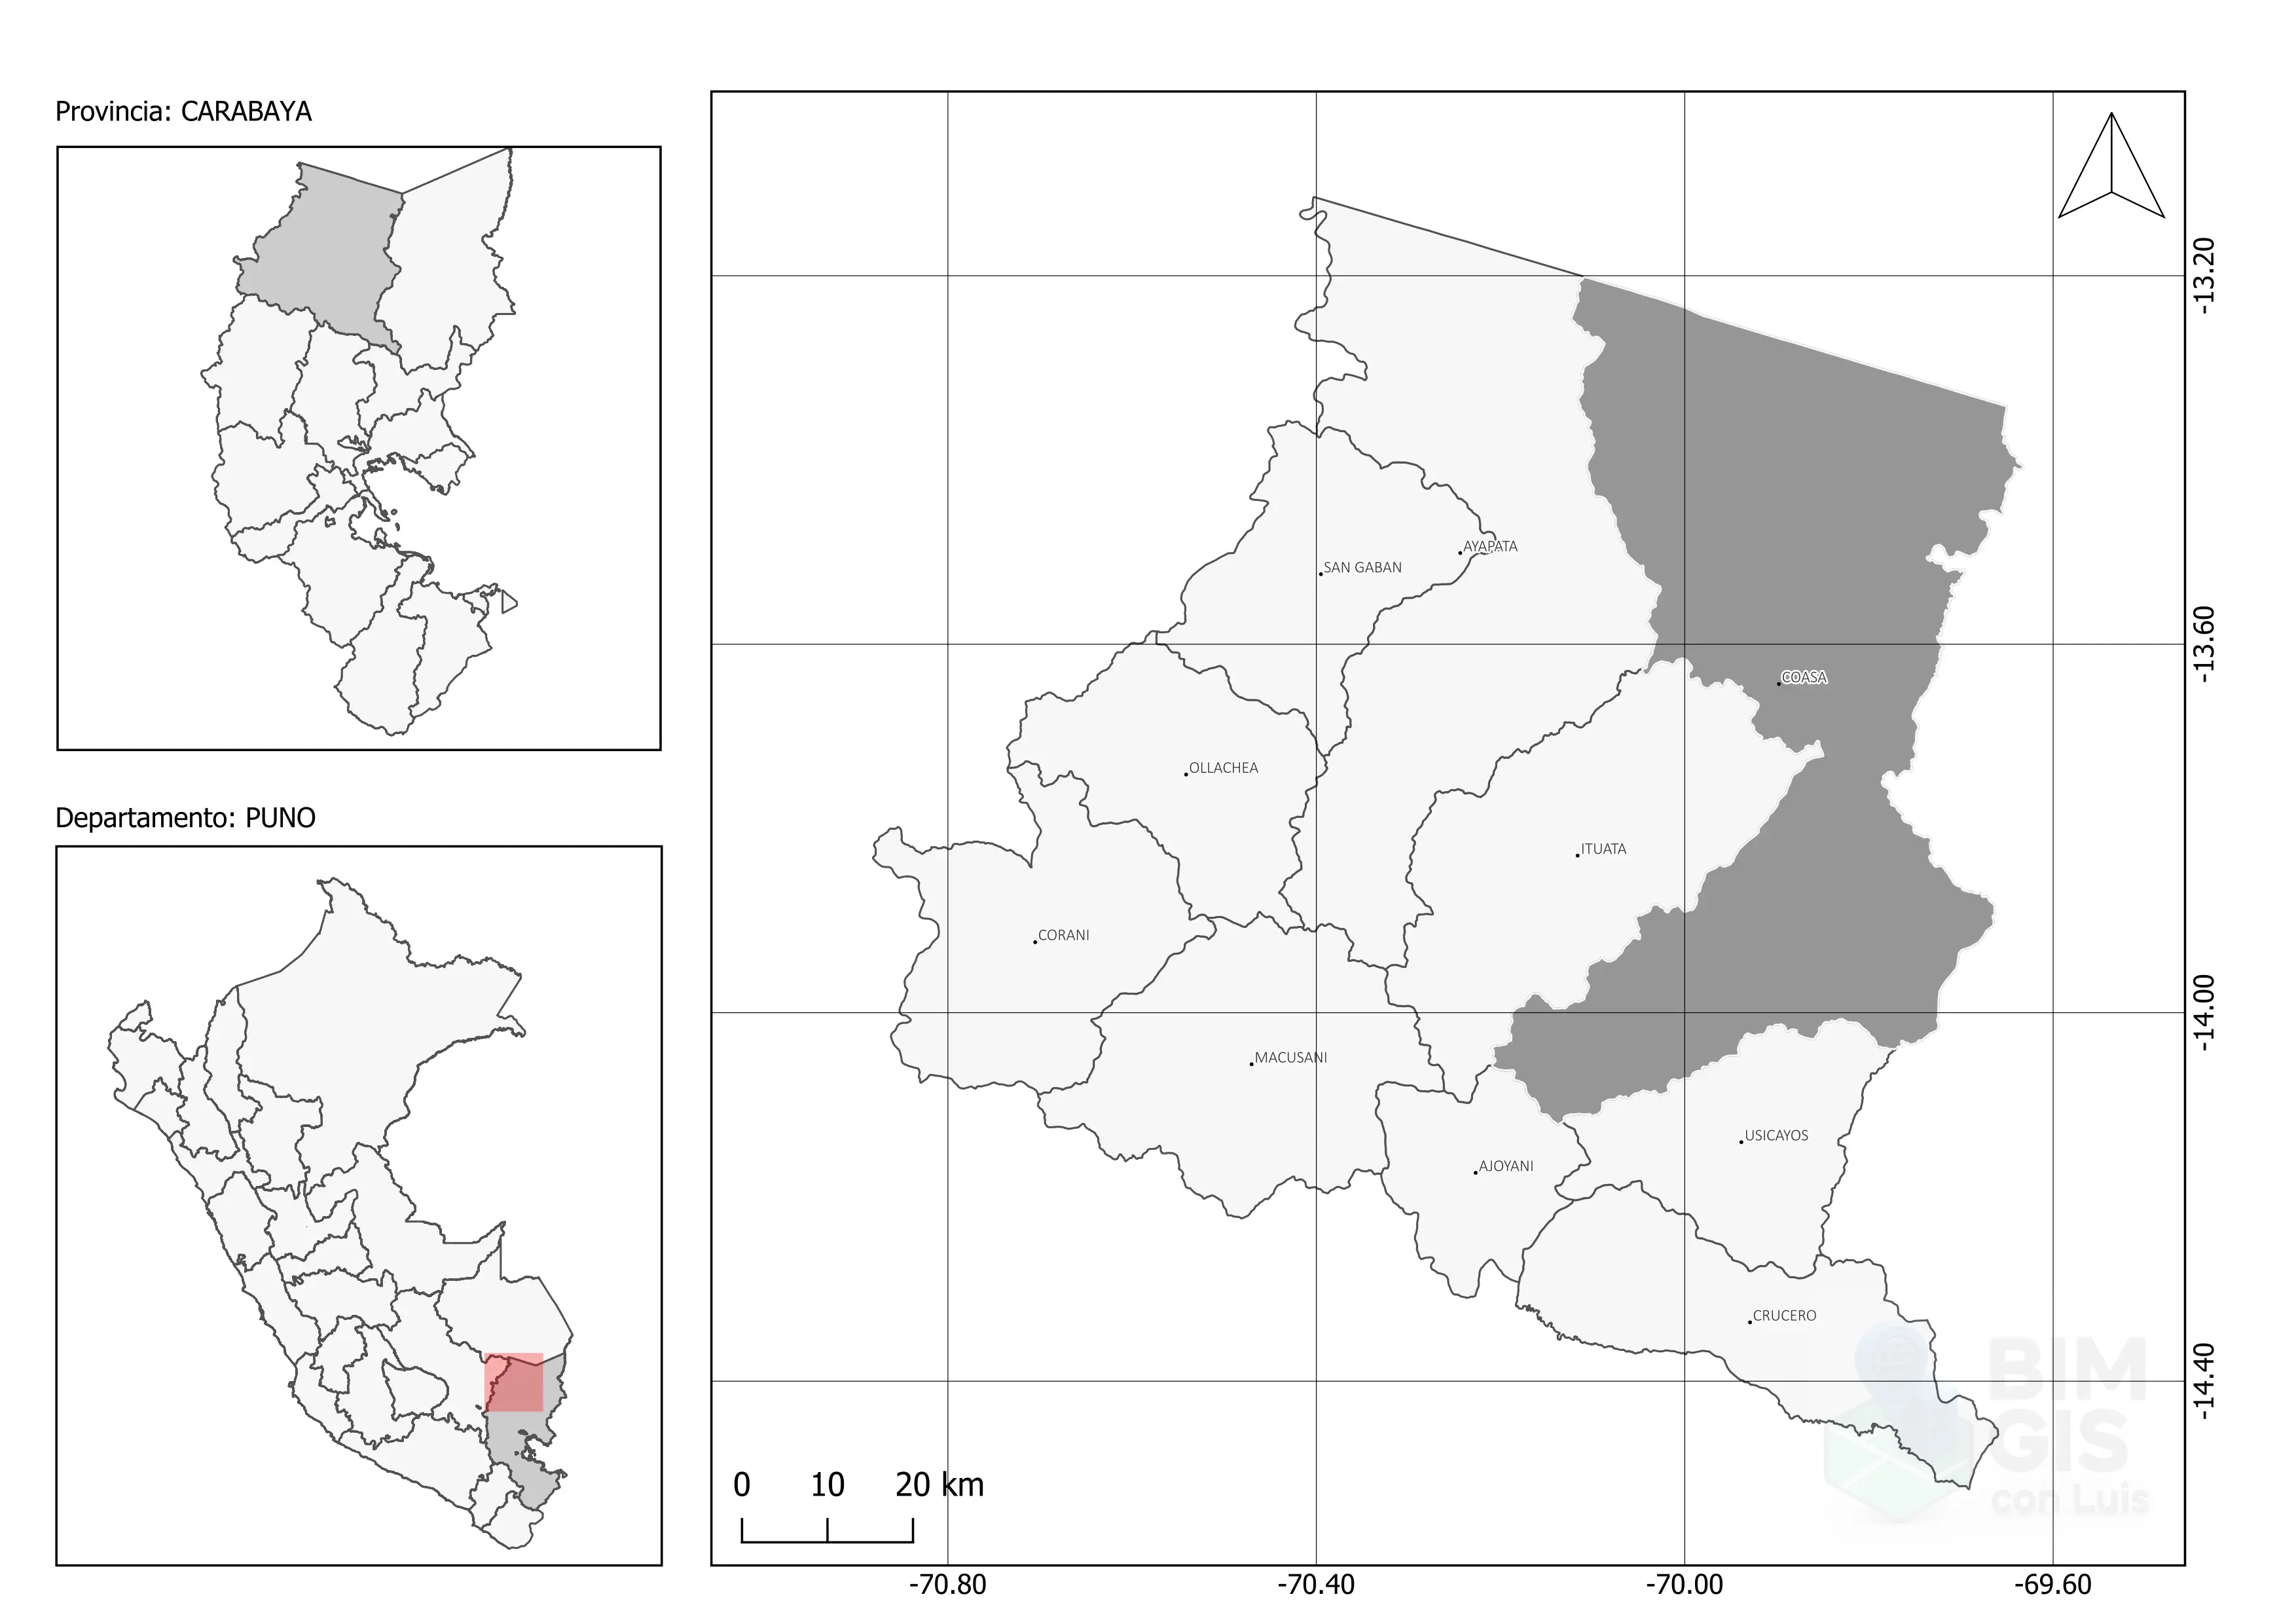 Provincia: CARABAYA
Departamento: PUNO
AYAPATA
SAN GABAN
COASA
OLLACHEA
ITUATA
CORANI
MACUSANI
USICAYOS
AJOYANI
CRUCERO
-13.20
-13.60
-14.00
-14.40
0 10 20 km
-70.80 -70.40 -70.00 -69.60
BIM
GIS
con Luis